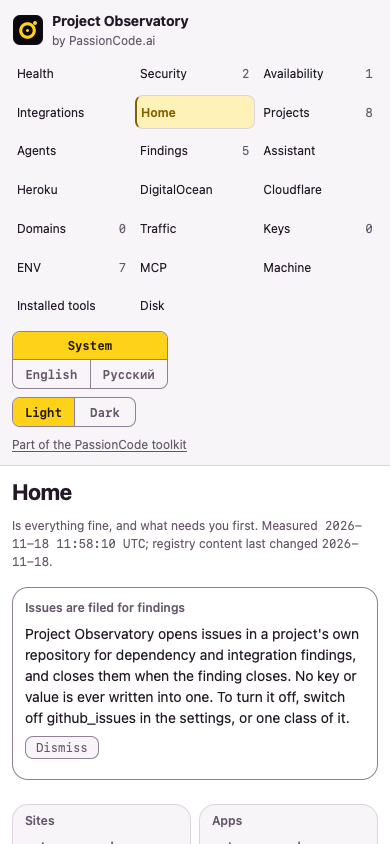 Project Observatory
by PassionCode.ai
Health
Security 2
Availability 1
Integrations
Home
Projects 8
Agents
Findings 5
Assistant
Heroku
DigitalOcean
Cloudflare
Domains 0
Traffic
Keys 0
ENV 7
MCP
Machine
Installed tools
Disk
System
English
Русский
Light
Dark
Part of the PassionCode toolkit
Home
Is everything fine, and what needs you first. Measured 2026-
11-18 11:58:10 UTC; registry content last changed 2026-
11-18.
Issues are filed for findings
Project Observatory opens issues in a project's own
repository for dependency and integration findings,
and closes them when the finding closes. No key or
value is ever written into one. To turn it off, switch
off github_issues in the settings, or one class of it.
Dismiss
Sites
Apps